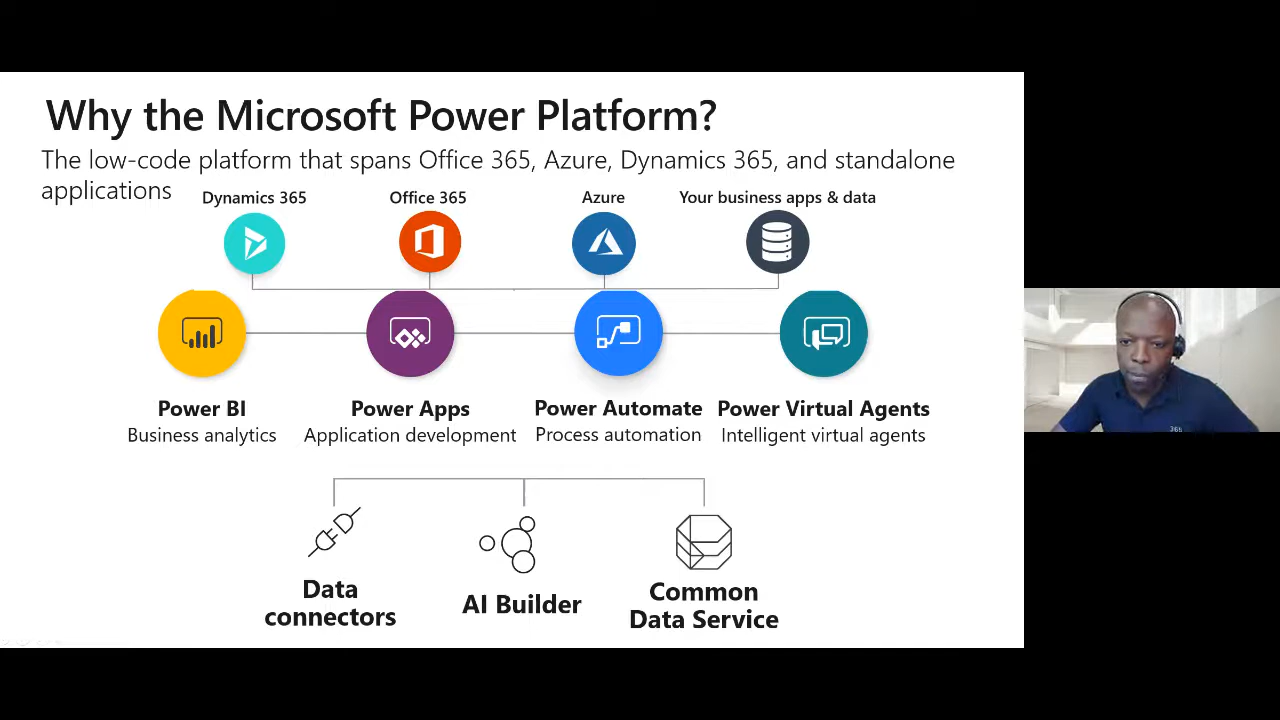 Why the Microsoft Power Platform?
The low-code platform that spans Office 365, Azure, Dynamics 365, and standalone
applications
Dynamics 365
Office 365
Azure
Your business apps & data
Power BI
Power Apps
Power Automate
Power Virtual Agents
Business analytics
Application development
Process automation
Intelligent virtual agents
Data
connectors
AI Builder
Common
Data Service
365